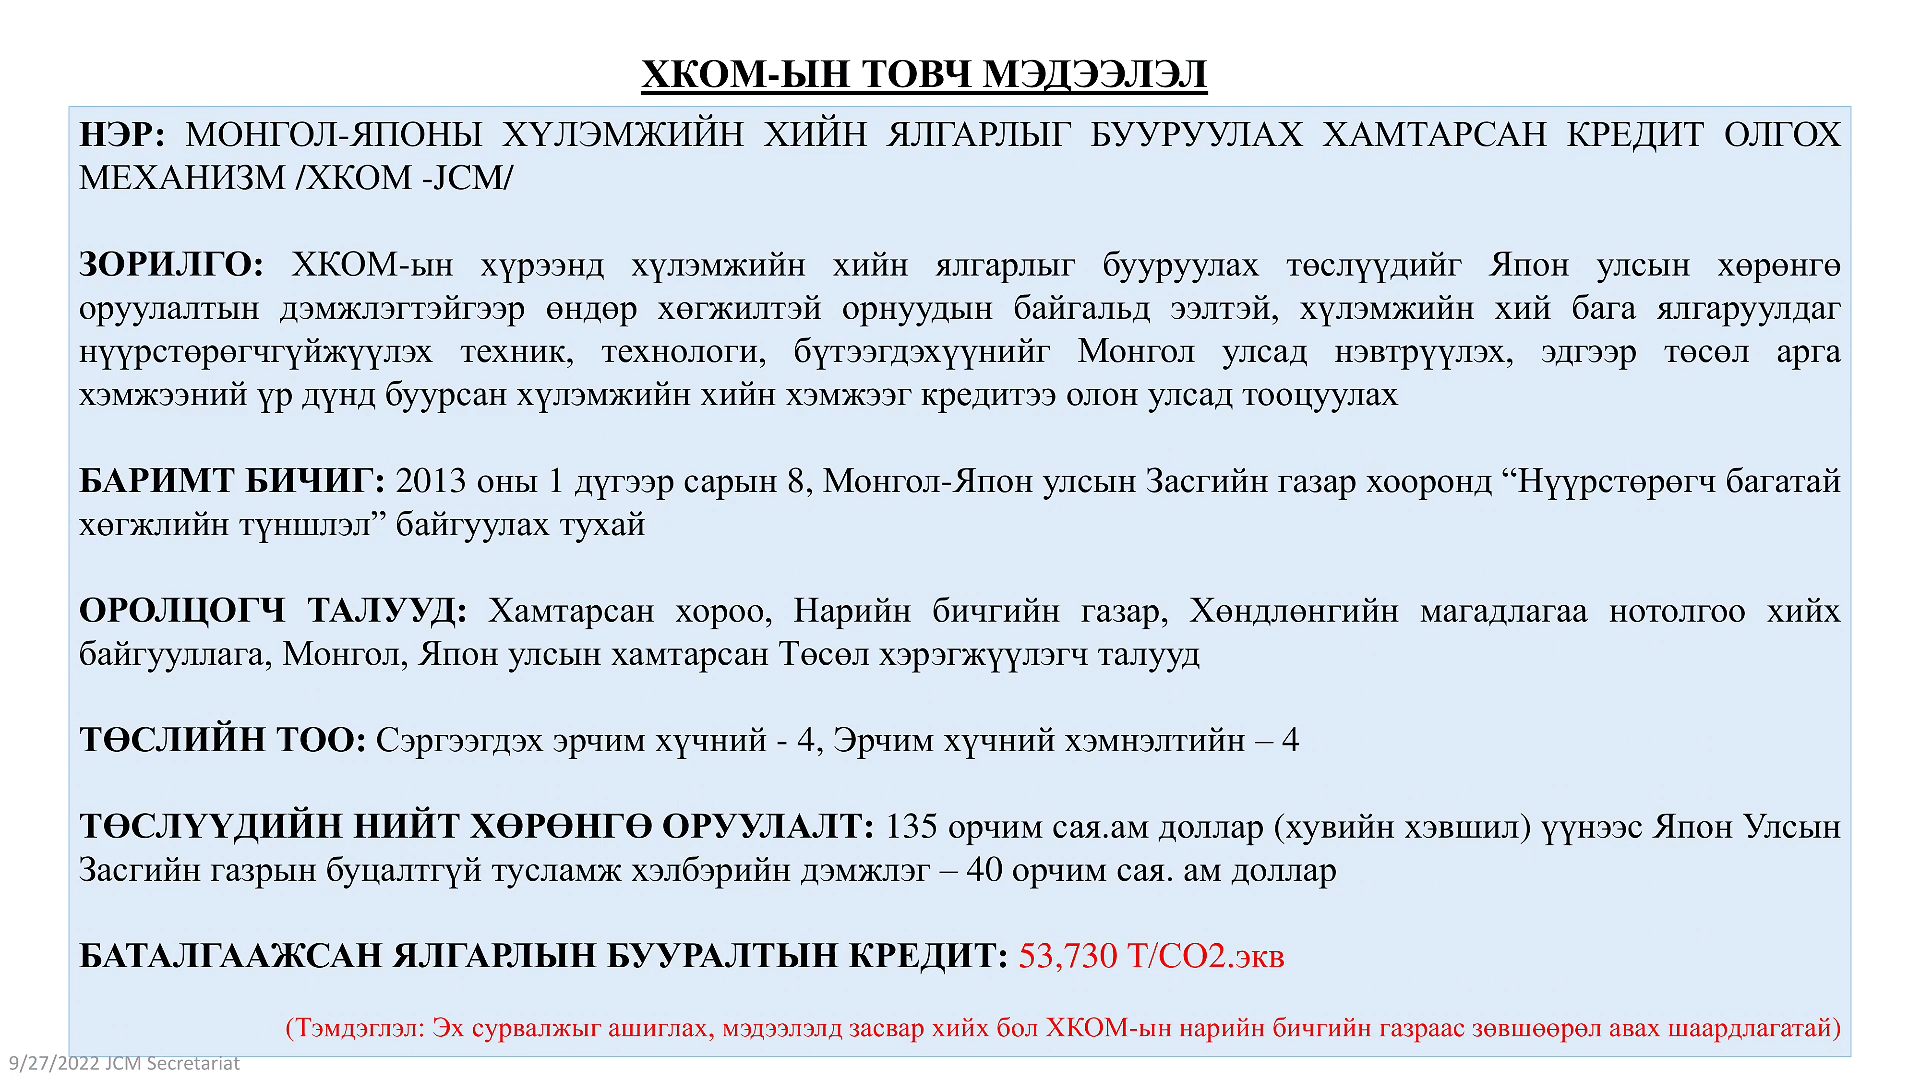 ХКОМ-ЫН ТОВЧ МЭДЭЭЛЭЛ
НЭР: МОНГОЛ-ЯПОНЫ ХҮЛЭМЖИЙН ХИЙН ЯЛГАРЛЫГ БУУРУУЛАХ ХАМТАРСАН КРЕДИТ ОЛГОХ
МЕХАНИЗМ /ХКОМ -JCM/
ЗОРИЛГО: ХКОМ-ын хүрээнд хүлэмжийн хийн ялгарлыг бууруулах төслүүдийг Япон улсын хөрөнгө
оруулалтын дэмжлэгтэйгээр өндөр хөгжилтэй орнуудын байгальд ээлтэй, хүлэмжийн хий бага ялгаруулдаг
нүүрстөрөгчгүйжүүлэх техник, технологи, бүтээгдэхүүнийг Монгол улсад нэвтрүүлэх, эдгээр төсөл арга
хэмжээний үр дүнд буурсан хүлэмжийн хийн хэмжээг кредитээ олон улсад тооцуулах
БАРИМТ БИЧИГ: 2013 оны 1 дүгээр сарын 8, Монгол-Япон улсын Засгийн газар хооронд “Нүүрстөрөгч багатай
хөгжлийн түншлэл” байгуулах тухай
ОРОЛЦОГЧ ТАЛУУД: Хамтарсан хороо, Нарийн бичгийн газар, Хөндлөнгийн магадлагаа нотолгоо хийх
байгууллага, Монгол, Япон улсын хамтарсан Төсөл хэрэгжүүлэгч талууд
ТӨСЛИЙН ТОО: Сэргээгдэх эрчим хүчний - 4, Эрчим хүчний хэмнэлтийн – 4
ТӨСЛҮҮДИЙН НИЙТ ХӨРӨНГӨ ОРУУЛАЛТ: 135 орчим сая.ам доллар (хувийн хэвшил) үүнээс Япон Улсын
Засгийн газрын буцалтгүй тусламж хэлбэрийн дэмжлэг – 40 орчим сая. ам доллар
БАТАЛГААЖСАН ЯЛГАРЛЫН БУУРАЛТЫН КРЕДИТ: 53,730 Т/СО2.экв
(Тэмдэглэл: Эх сурвалжыг ашиглах, мэдээлэлд засвар хийх бол ХКОМ-ын нарийн бичгийн газраас зөвшөөрөл авах шаардлагатай)
9/27/2022 JCM Secretariat